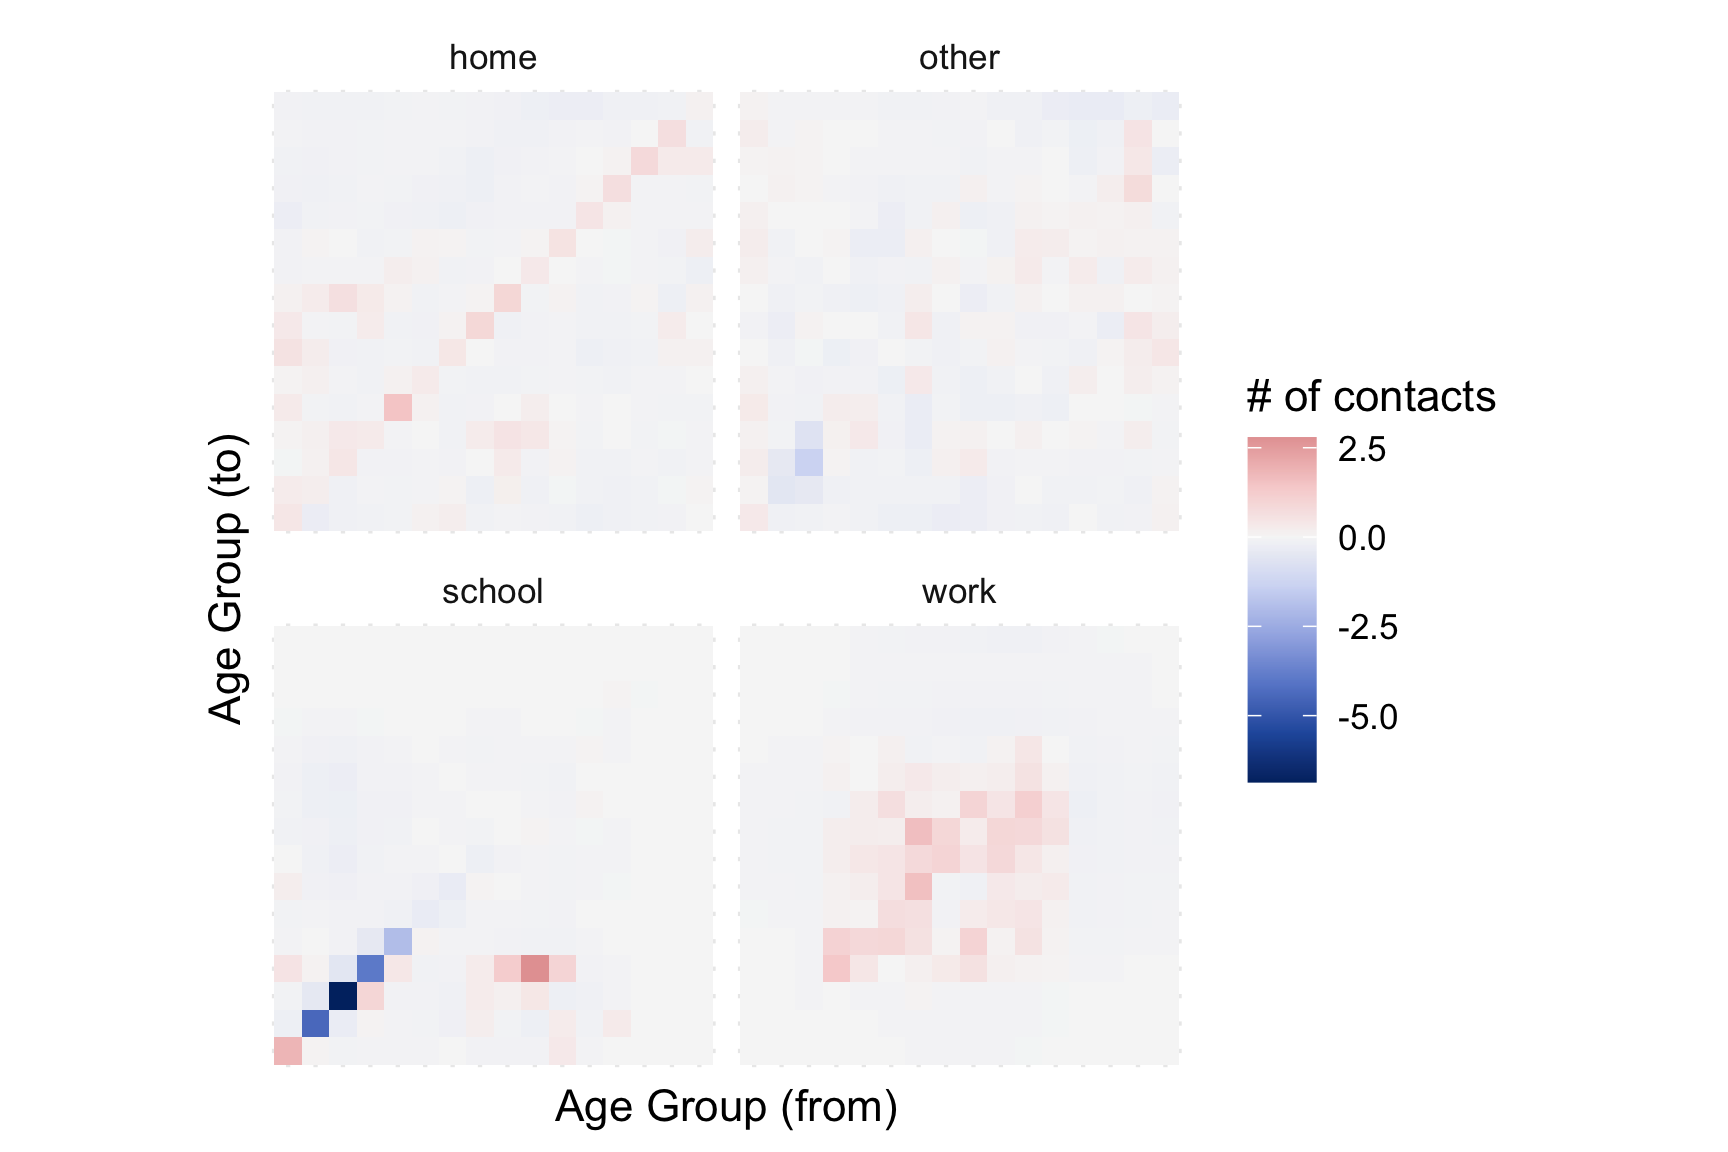 home
other
school
work
Age Group (to)
Age Group (from)
# of contacts
2.5
0.0
-2.5
-5.0